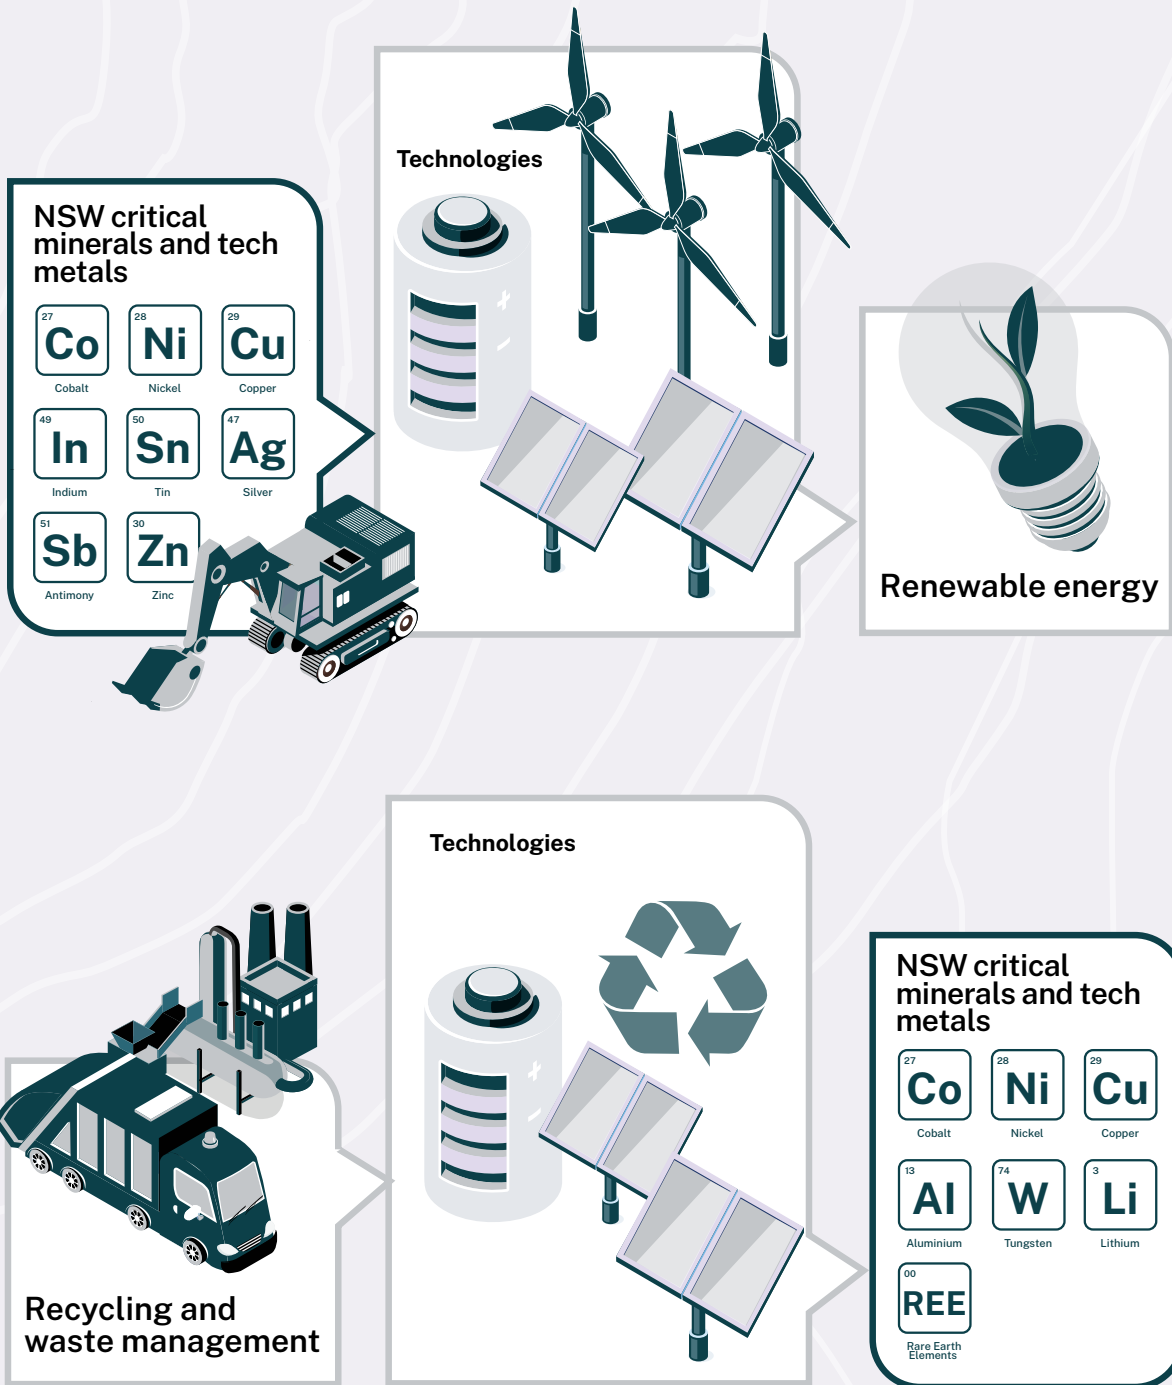 Technologies
NSW critical
minerals and tech
metals
27
Co
Cobalt
28
Ni
Nickel
29
Cu
Copper
49
In
Indium
50
Sn
Tin
47
Ag
Silver
51
Sb
Antimony
30
Zn
Zinc
+
-
Renewable energy
Technologies
+
-
Recycling and
waste management
NSW critical
minerals and tech
metals
27
Co
Cobalt
28
Ni
Nickel
29
Cu
Copper
13
Al
Aluminium
74
W
Tungsten
3
Li
Lithium
00
REE
Rare Earth
Elements